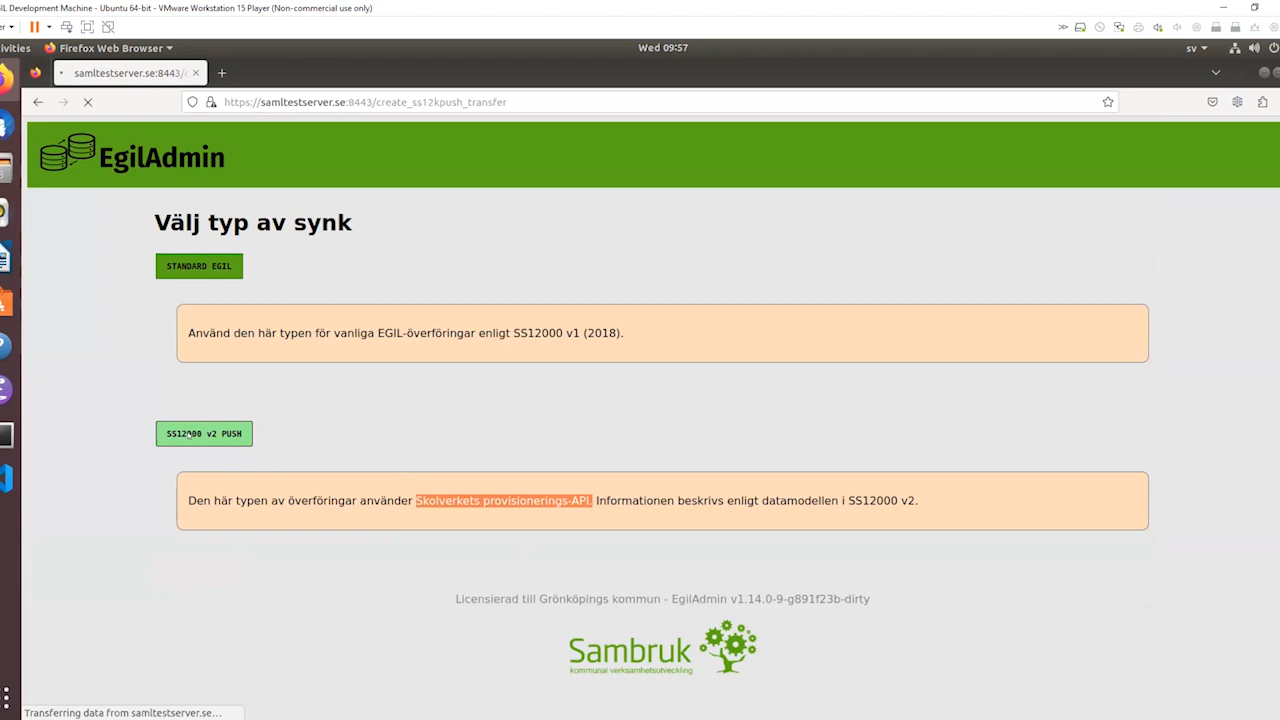 IL Development Machine - Ubuntu 64-bit - VMware Workstation 15 Player (Non-commercial use only)
er
ivities Firefox Web Browser Wed 09:57 sv
samltestserver.se:8443/c
https://samltestserver.se:8443/create_ss12kpush_transfer
EgilAdmin
Välj typ av synk
STANDARD EGIL
Använd den här typen för vanliga EGIL-överföringar enligt SS12000 v1 (2018).
SS12000 v2 PUSH
Den här typen av överföringar använder Skolverkets provisionerings-API. Informationen beskrivs enligt datamodellen i SS12000 v2.
Licensierad till Grönköpings kommun - EgilAdmin v1.14.0-9-g891f23b-dirty
Sambruk
kommunal verksamhetsutveckling
Transferring data from samltestserver.se…